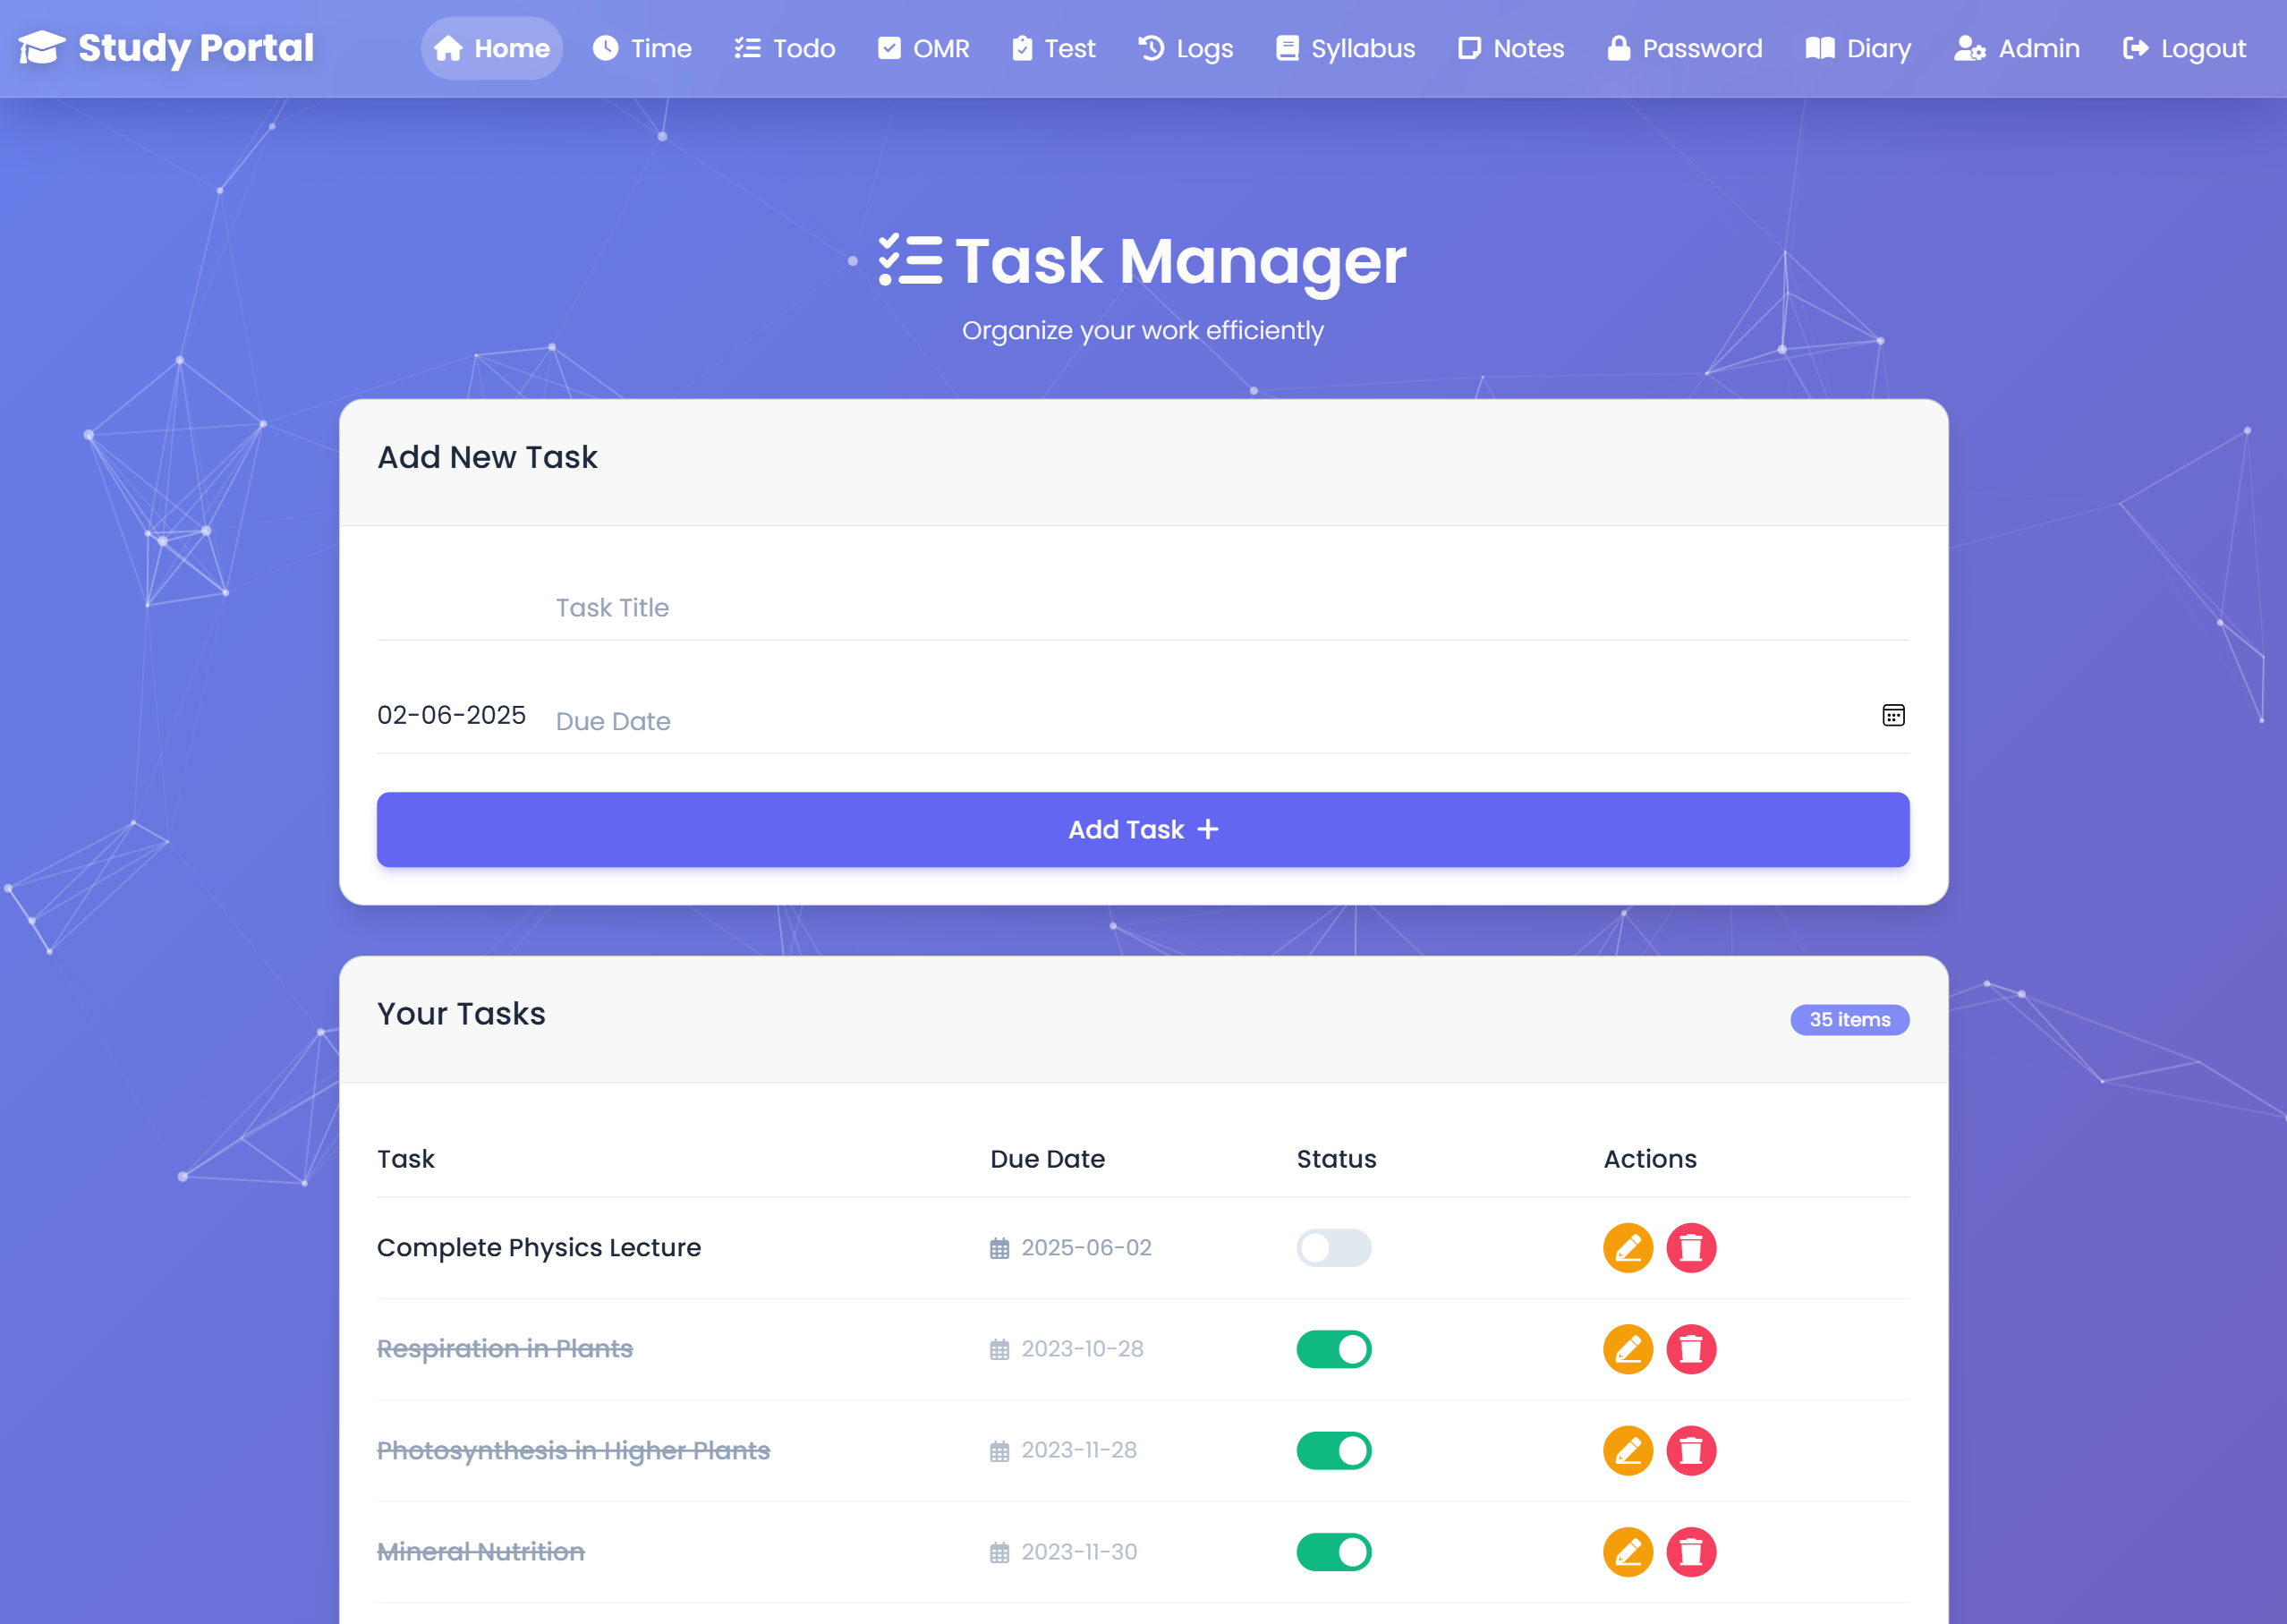 Study Portal Home Time Todo OMR Test Logs Syllabus Notes Password Diary Admin Logout
Task Manager
Organize your work efficiently
Add New Task
Task Title
02-06-2025 Due Date
Add Task +
Your Tasks 35 items
Task Due Date Status Actions
Complete Physics Lecture 2025-06-02
Respiration in Plants 2023-10-28
Photosynthesis in Higher Plants 2023-11-28
Mineral Nutrition 2023-11-30